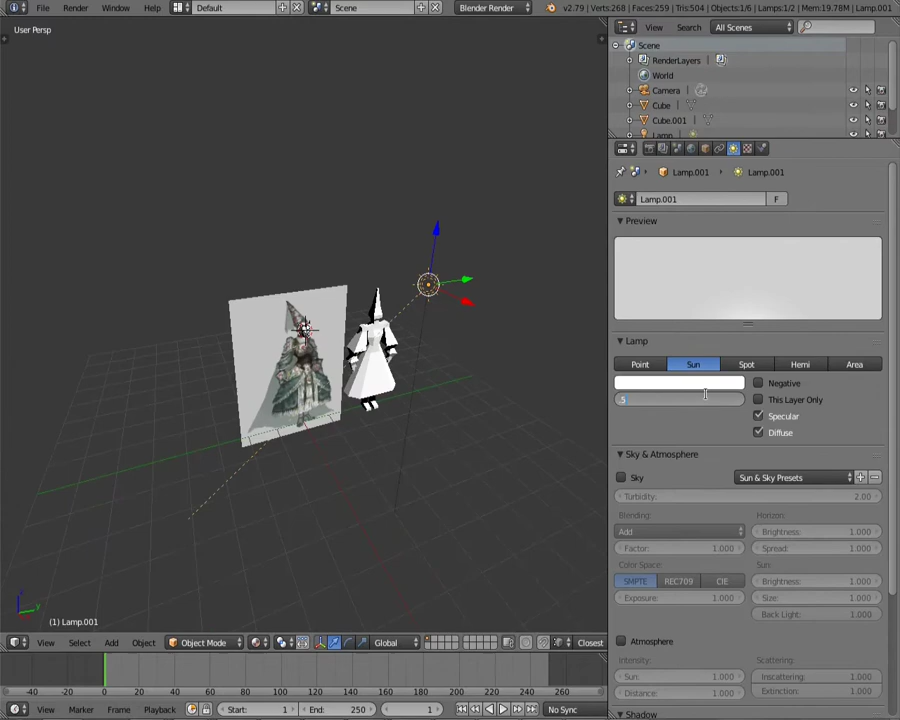 File Render Window Help Default Scene Blender Render v2.79 | Verts:268 | Faces:259 | Tris:504 | Objects:1/6 | Lamps:1/2 | Mem:19.78M | Lamp.001
User Persp
View Search All Scenes
Scene
RenderLayers
World
Camera
Cube
Cube.001
Lamp
Lamp.001 Lamp.001
Lamp.001 F
Preview
Lamp
Point Sun Spot Hemi Area
Negative
.5 This Layer Only
Specular
Diffuse
Sky & Atmosphere
Sky Sun & Sky Presets
Turbidity: 2.00
Blending: Horizon:
Add Brightness: 1.000
Factor: 1.000 Spread: 1.000
Color Space: Sun:
SMPTE REC709 CIE Brightness: 1.000
Exposure: 1.000 Size: 1.000
Back Light: 1.000
Atmosphere
Intensity: Scattering:
Sun: 1.000 Inscattering: 1.000
Distance: 1.000 Extinction: 1.000
Shadow
z y
(1) Lamp.001
View Select Add Object Object Mode Global Closest
-40 -20 0 20 40 60 80 100 120 140 160 180 200 220 240 260
View Marker Frame Playback Start: 1 End: 250 1 No Sync